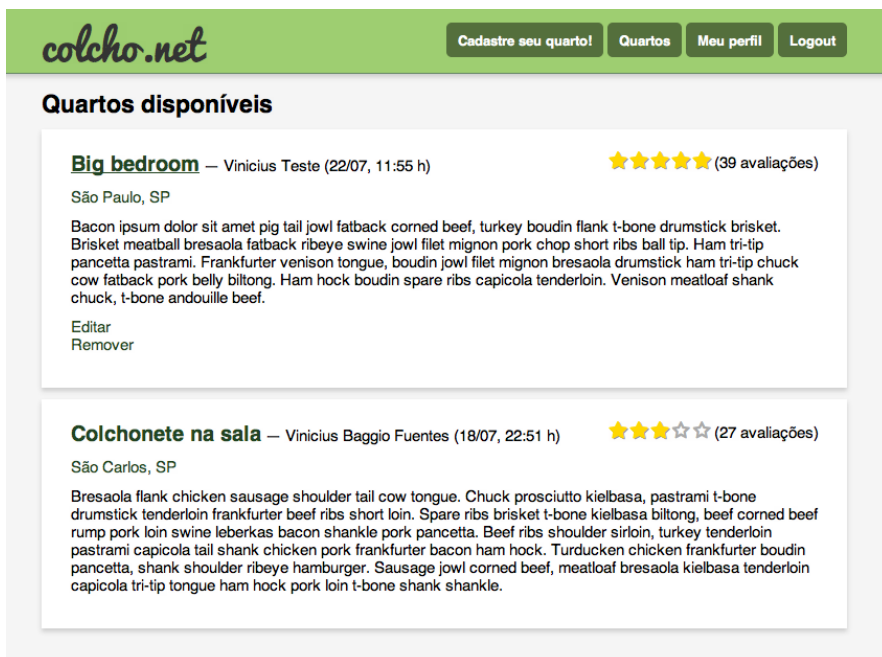 colcho.net
Cadastre seu quarto! Quartos Meu perfil Logout
Quartos disponíveis
Big bedroom — Vinicius Teste (22/07, 11:55 h) (39 avaliações)
São Paulo, SP
Bacon ipsum dolor sit amet pig tail jowl fatback corned beef, turkey boudin flank t-bone drumstick brisket.
Brisket meatball bresaola fatback ribeye swine jowl filet mignon pork chop short ribs ball tip. Ham tri-tip
pancetta pastrami. Frankfurter venison tongue, boudin jowl filet mignon bresaola drumstick ham tri-tip chuck
cow fatback pork belly biltong. Ham hock boudin spare ribs capicola tenderloin. Venison meatloaf shank
chuck, t-bone andouille beef.
Editar
Remover
Colchonete na sala — Vinicius Baggio Fuentes (18/07, 22:51 h) (27 avaliações)
São Carlos, SP
Bresaola flank chicken sausage shoulder tail cow tongue. Chuck prosciutto kielbasa, pastrami t-bone
drumstick tenderloin frankfurter beef ribs short loin. Spare ribs brisket t-bone kielbasa biltong, beef corned beef
rump pork loin swine leberkas bacon shankle pork pancetta. Beef ribs shoulder sirloin, turkey tenderloin
pastrami capicola tail shank chicken pork frankfurter bacon ham hock. Turducken chicken frankfurter boudin
pancetta, shank shoulder ribeye hamburger. Sausage jowl corned beef, meatloaf bresaola kielbasa tenderloin
capicola tri-tip tongue ham hock pork loin t-bone shank shankle.